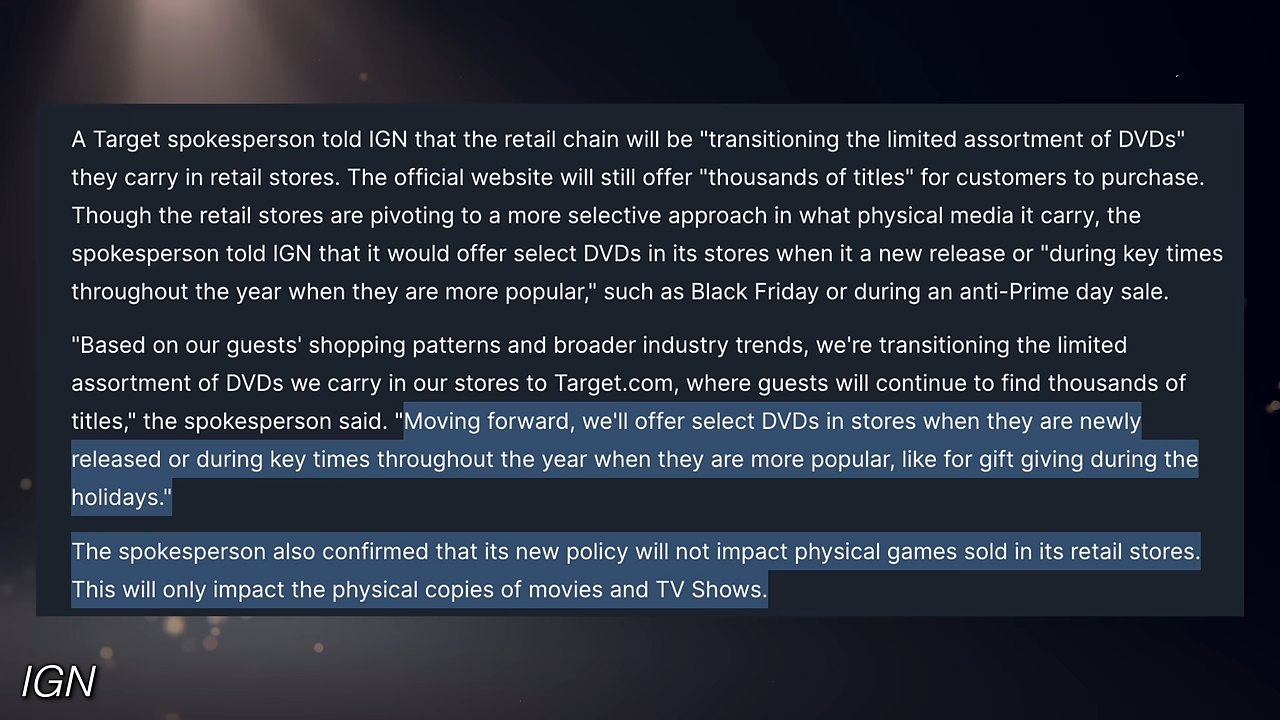 A Target spokesperson told IGN that the retail chain will be "transitioning the limited assortment of DVDs"
they carry in retail stores. The official website will still offer "thousands of titles" for customers to purchase.
Though the retail stores are pivoting to a more selective approach in what physical media it carry, the
spokesperson told IGN that it would offer select DVDs in its stores when it a new release or "during key times
throughout the year when they are more popular," such as Black Friday or during an anti-Prime day sale.
"Based on our guests' shopping patterns and broader industry trends, we're transitioning the limited
assortment of DVDs we carry in our stores to Target.com, where guests will continue to find thousands of
titles," the spokesperson said. "Moving forward, we'll offer select DVDs in stores when they are newly
released or during key times throughout the year when they are more popular, like for gift giving during the
holidays."
The spokesperson also confirmed that its new policy will not impact physical games sold in its retail stores.
This will only impact the physical copies of movies and TV Shows.
IGN